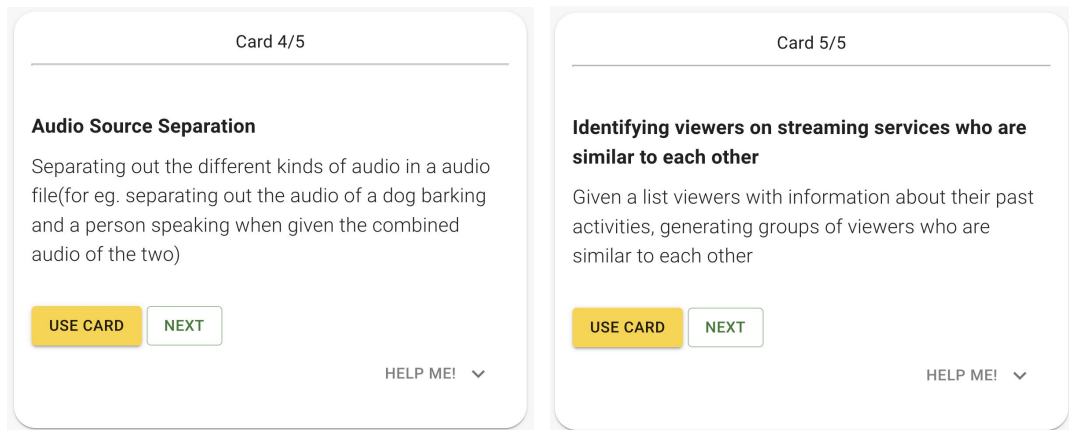 Card 4/5
Audio Source Separation
Separating out the different kinds of audio in a audio
file(for eg. separating out the audio of a dog barking
and a person speaking when given the combined
audio of the two)
USE CARD
NEXT
HELP ME!
Card 5/5
Identifying viewers on streaming services who are
similar to each other
Given a list viewers with information about their past
activities, generating groups of viewers who are
similar to each other
USE CARD
NEXT
HELP ME!